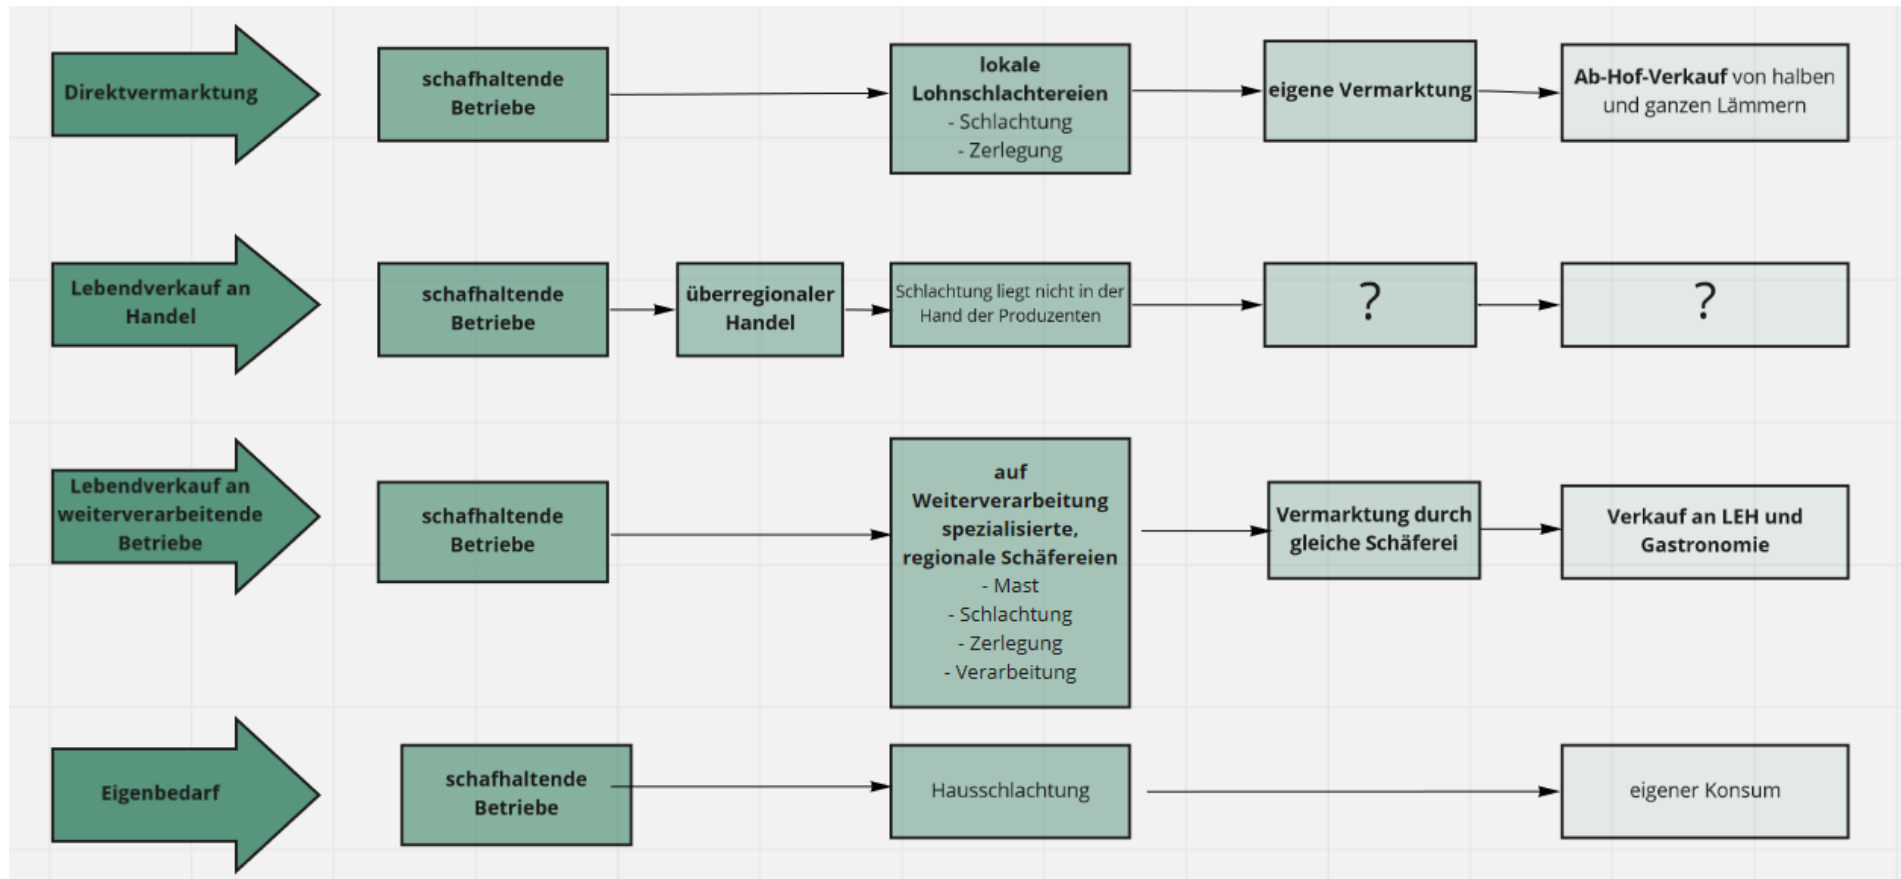 Direktvermarktung
schafhaltende
Betriebe
lokale
Lohnschlachtereien
- Schlachtung
- Zerlegung
eigene Vermarktung
Ab-Hof-Verkauf von halben
und ganzen Lämmern
Lebendverkauf an
Handel
schafhaltende
Betriebe
überregionaler
Handel
Schlachtung liegt nicht in der
Hand der Produzenten
?
?
Lebendverkauf an
weiterverarbeitende
Betriebe
schafhaltende
Betriebe
auf
Weiterverarbeitung
spezialisierte,
regionale Schäfereien
- Mast
- Schlachtung
- Zerlegung
- Verarbeitung
Vermarktung durch
gleiche Schäferei
Verkauf an LEH und
Gastronomie
Eigenbedarf
schafhaltende
Betriebe
Hausschlachtung
eigener Konsum